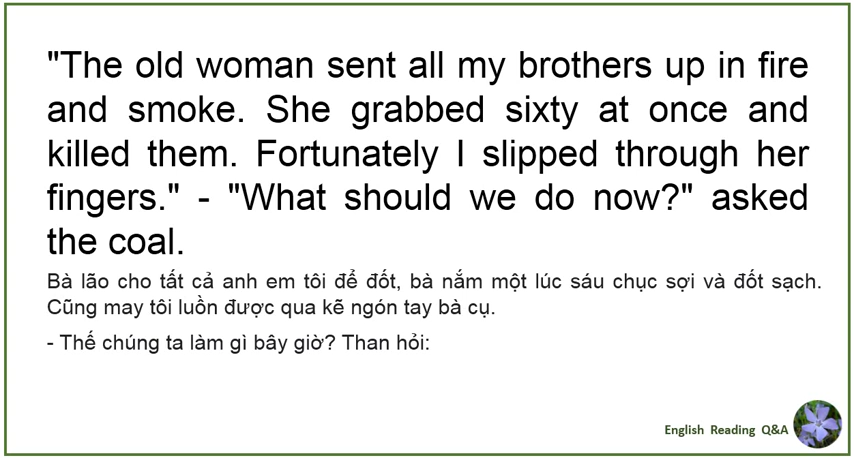 "The old woman sent all my brothers up in fire
and smoke. She grabbed sixty at once and
killed them. Fortunately I slipped through her
fingers." - "What should we do now?" asked
the coal.
Bà lão cho tất cả anh em tôi để đốt, bà nắm một lúc sáu chục sợi và đốt sạch.
Cũng may tôi luồn được qua kẽ ngón tay bà cụ.
- Thế chúng ta làm gì bây giờ? Than hỏi:
English Reading Q&A